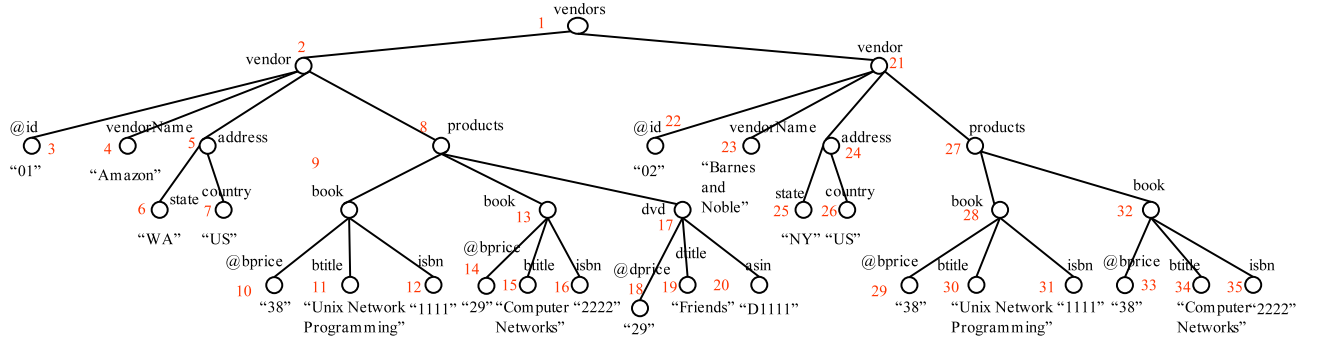 vendors
1
2
vendor
vendor
21
@id
3
"01"
vendorName
4
"Amazon"
5
address
8
products
@id
22
"02"
vendorName
23
"Barnes
and
Noble"
address
24
products
27
6
state
"WA"
country
7
"US"
9
book
book
13
dvd
17
state
25
"NY"
country
26
"US"
book
28
book
32
@bprice
10
"38"
btitle
11
"Unix Network
Programming"
isbn
12
"1111"
@bprice
14
"29"
btitle
15
"Computer
Networks"
isbn
16
"2222"
@dprice
18
"29"
dtitle
19
"Friends"
asin
20
"D1111"
@bprice
29
"38"
btitle
30
"Unix Network
Programming"
isbn
31
"1111"
@bprice
33
"38"
btitle
34
"Computer
Networks"
isbn
35
"2222"